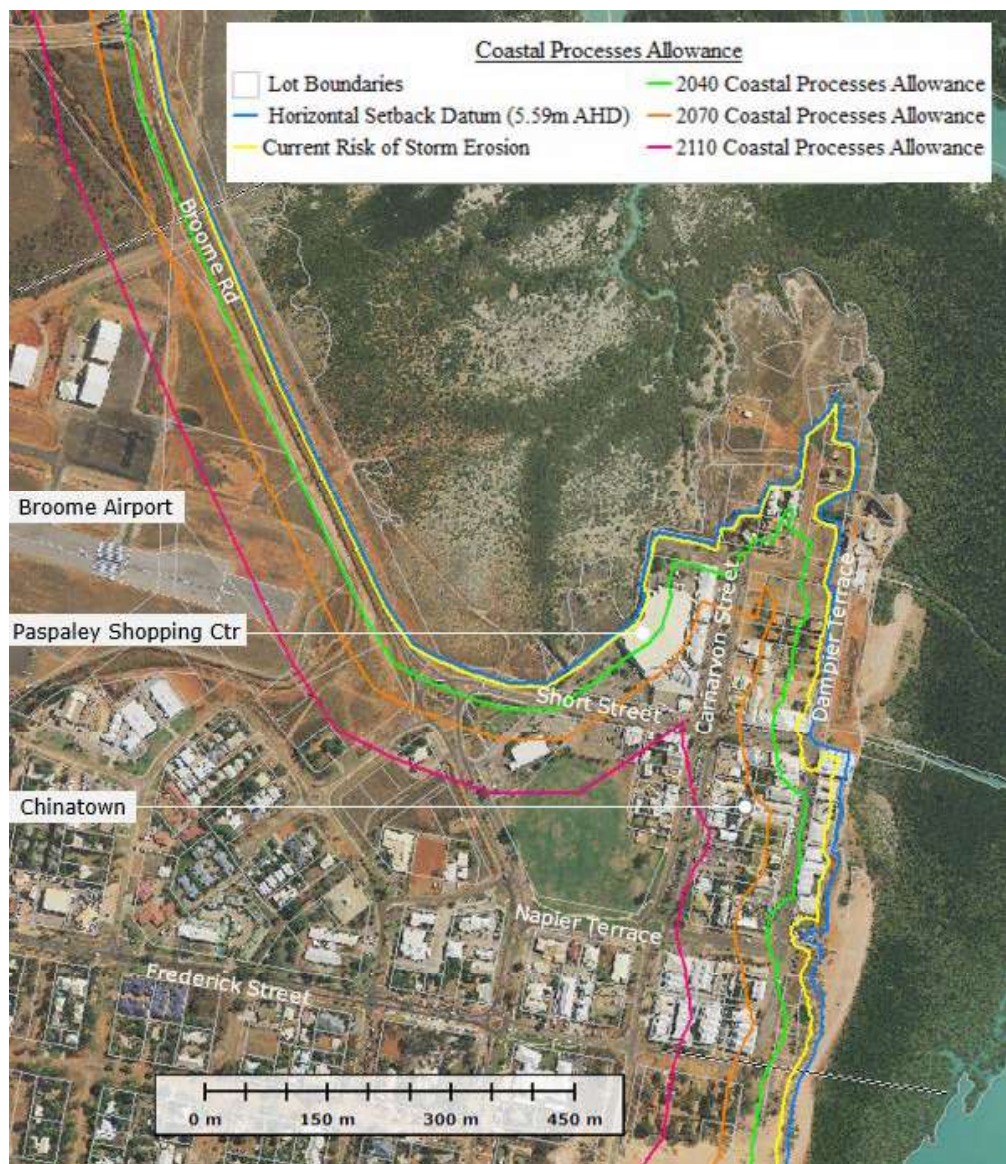 Coastal Processes Allowance
Lot Boundaries
Horizontal Setback Datum (5.59m AHD)
Current Risk of Storm Erosion
2040 Coastal Processes Allowance
2070 Coastal Processes Allowance
2110 Coastal Processes Allowance
Broome Rd
Broome Airport
Paspaley Shopping Ctr
Short Street
Carnarvon Street
Dampier Terrace
Chinatown
Napier Terrace
Frederick Street
0 m 150 m 300 m 450 m